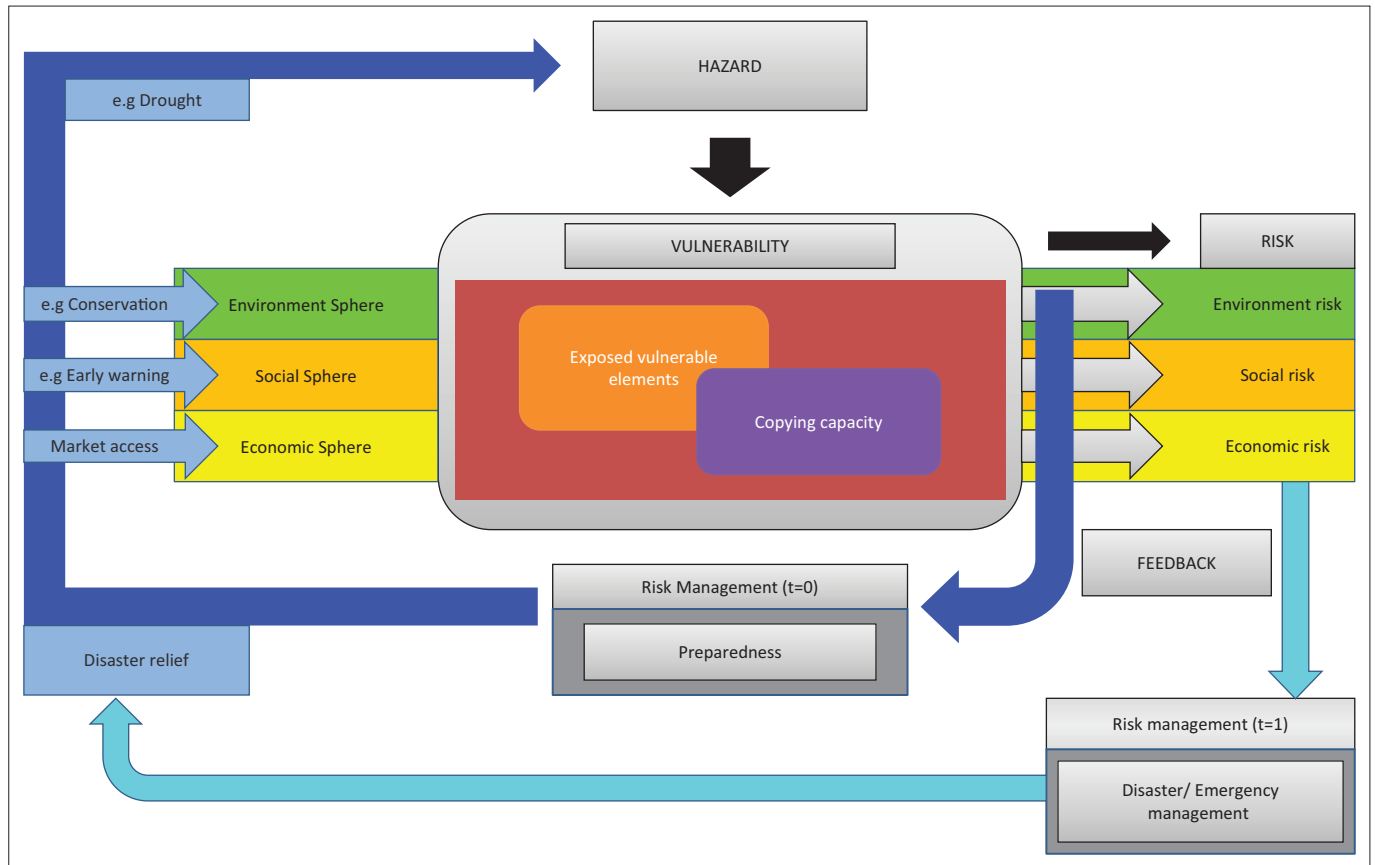 HAZARD
e.g Drought
VULNERABILITY
RISK
e.g Conservation
Environment Sphere
Environment risk
Exposed vulnerable
elements
e.g Early warning
Social Sphere
Social risk
Copying capacity
Market access
Economic Sphere
Economic risk
FEEDBACK
Risk Management (t=0)
Preparedness
Disaster relief
Risk management (t=1)
Disaster/ Emergency
management